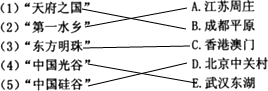 (1)“天府之国” A.江苏周庄
(2)“第一水乡” B.成都平原
(3)“东方明珠” C.香港澳门
(4)“中国光谷” D.北京中关村
(5)“中国硅谷” E.武汉东湖